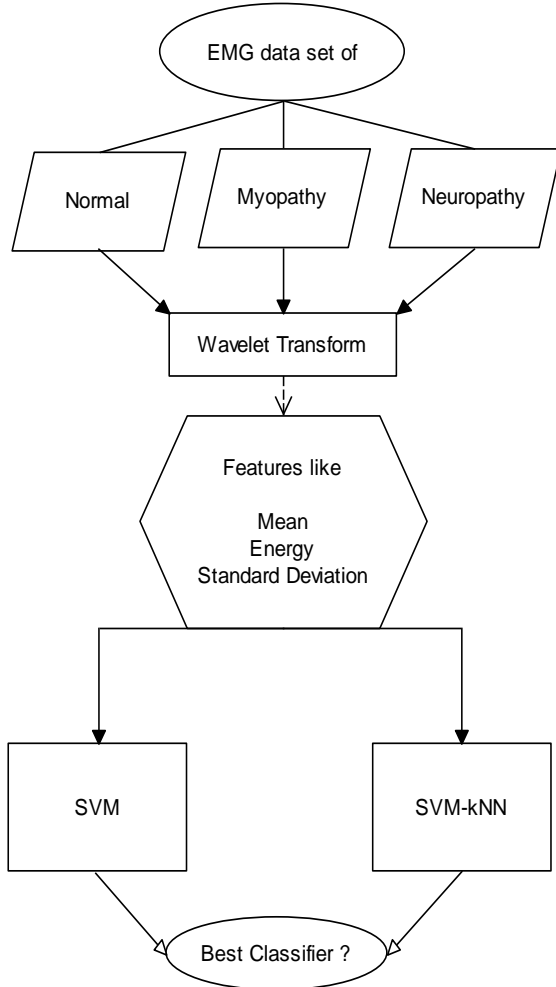 EMG data set of
Normal
Myopathy
Neuropathy
Wavelet Transform
Features like
Mean
Energy
Standard Deviation
SVM
SVM-kNN
Best Classifier ?